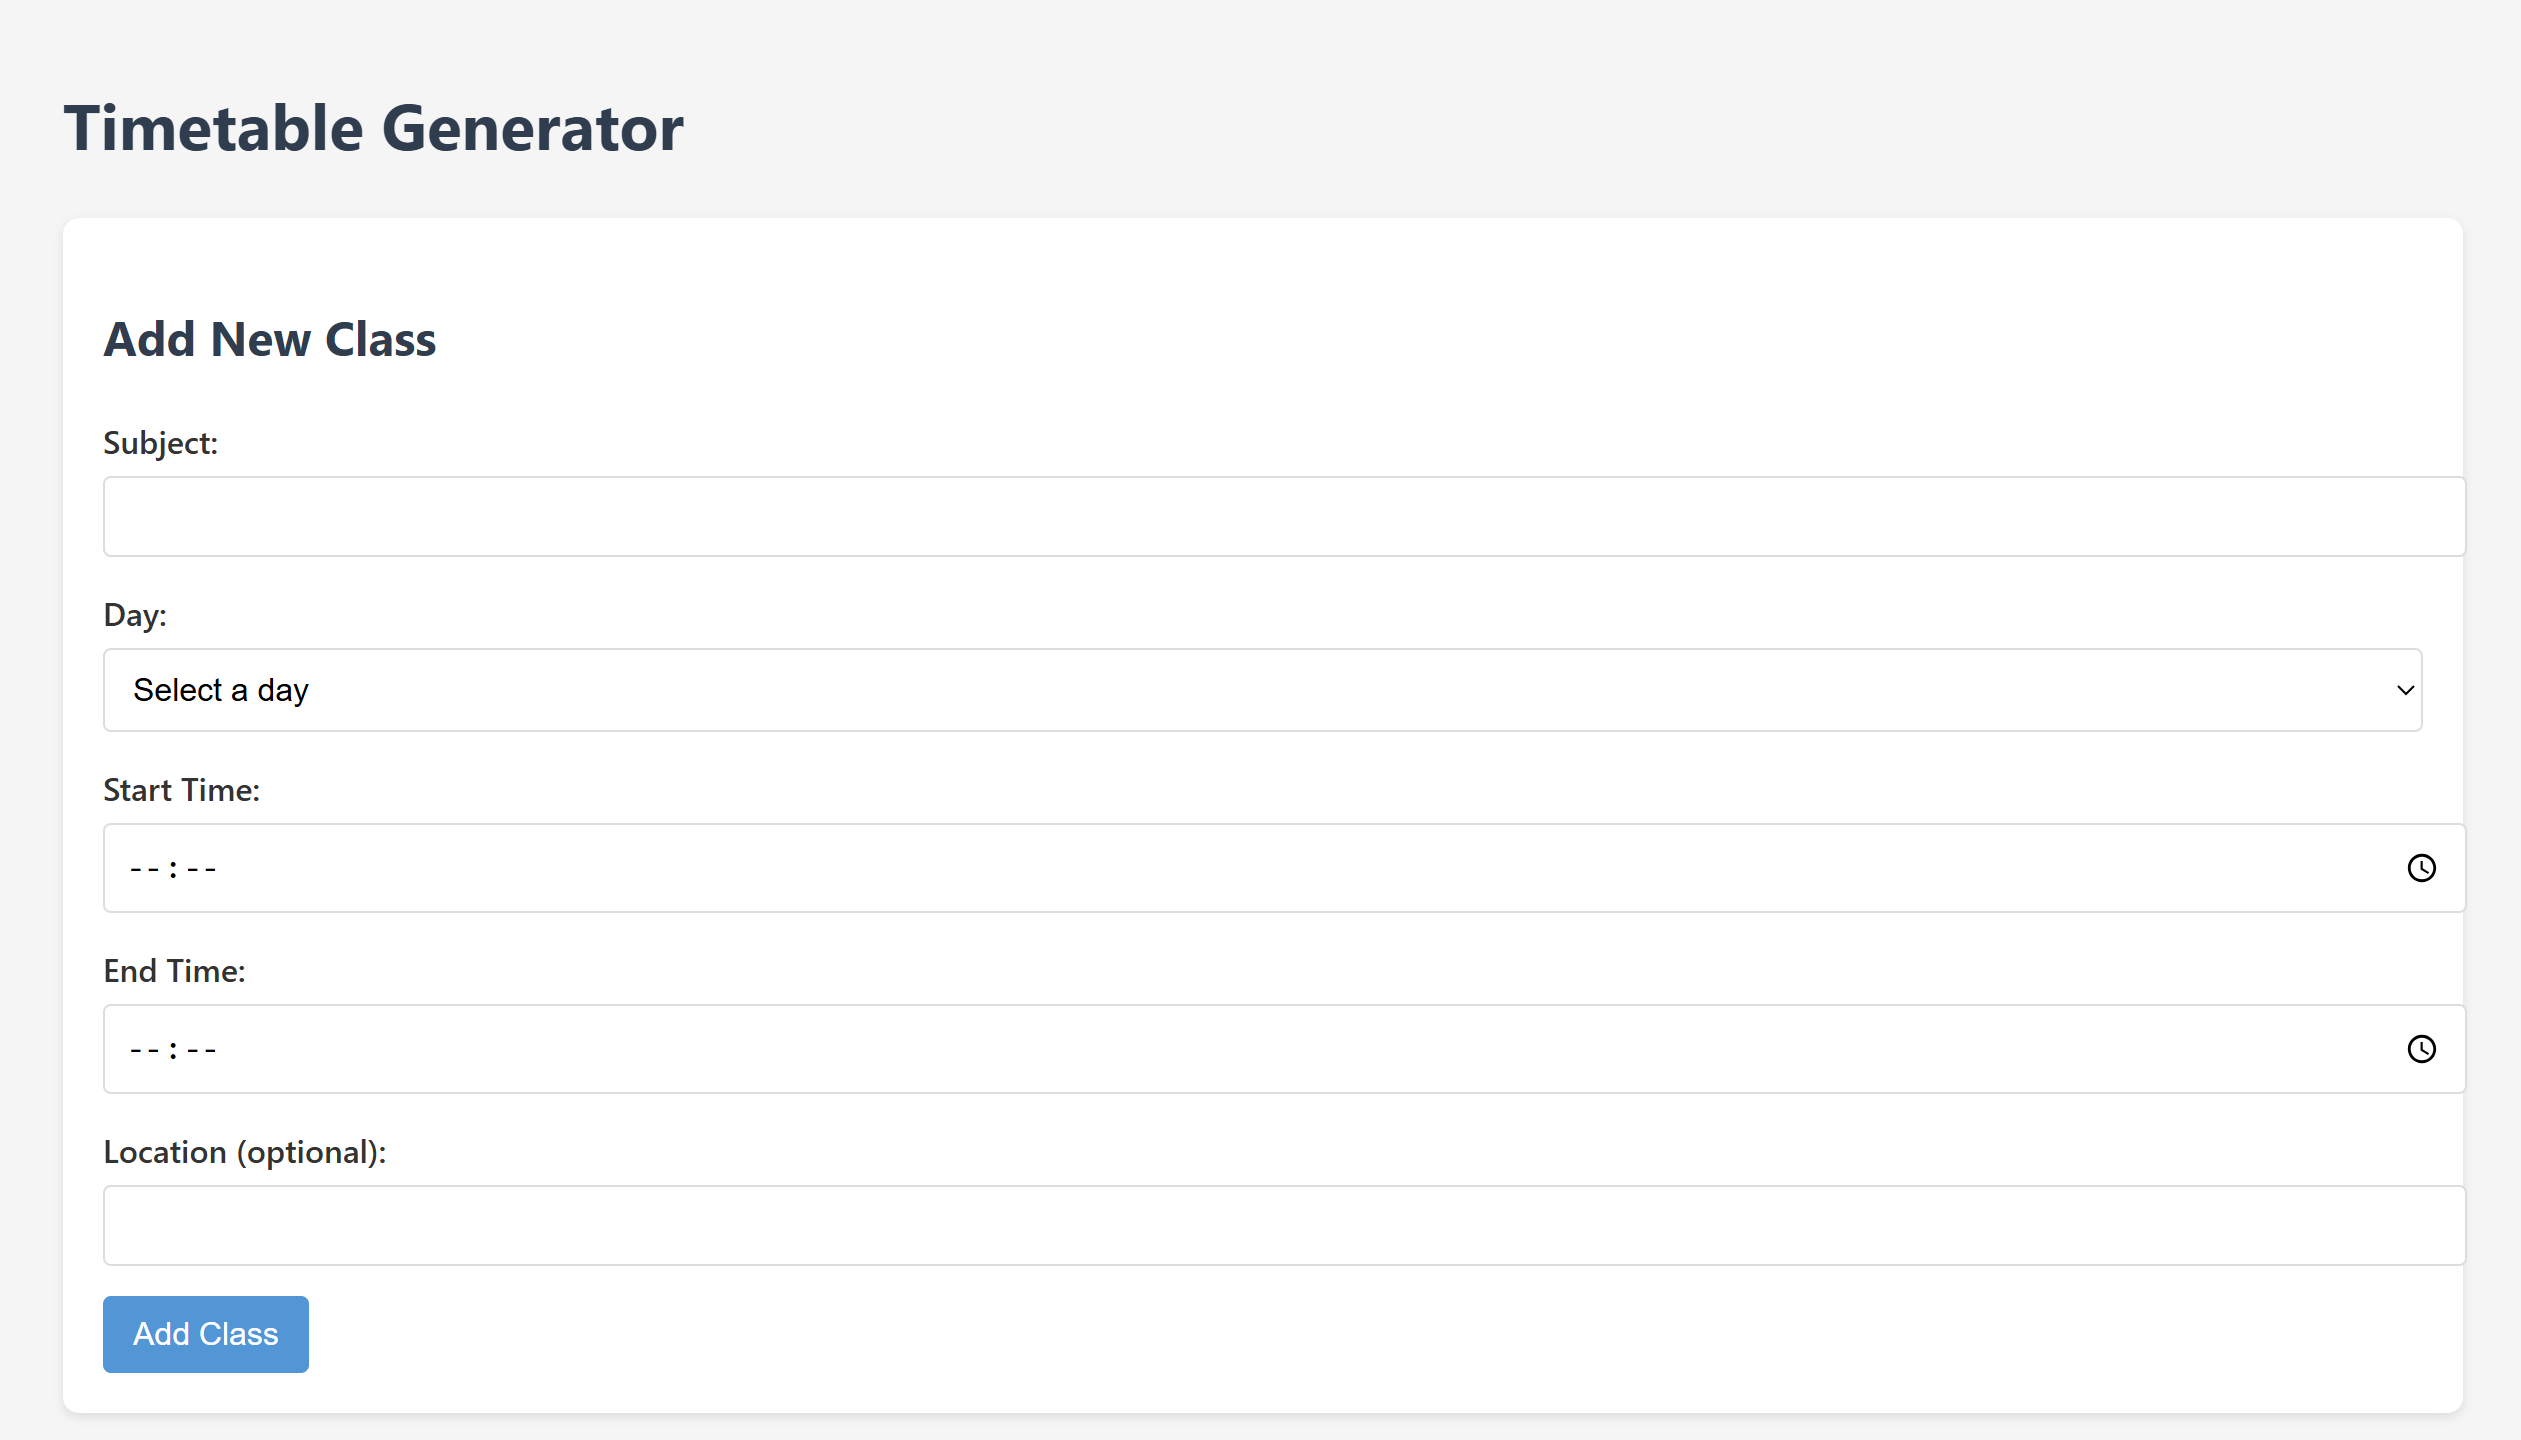 Timetable Generator
Add New Class
Subject:
Day:
Select a day
Start Time:
--:--
End Time:
--:--
Location (optional):
Add Class